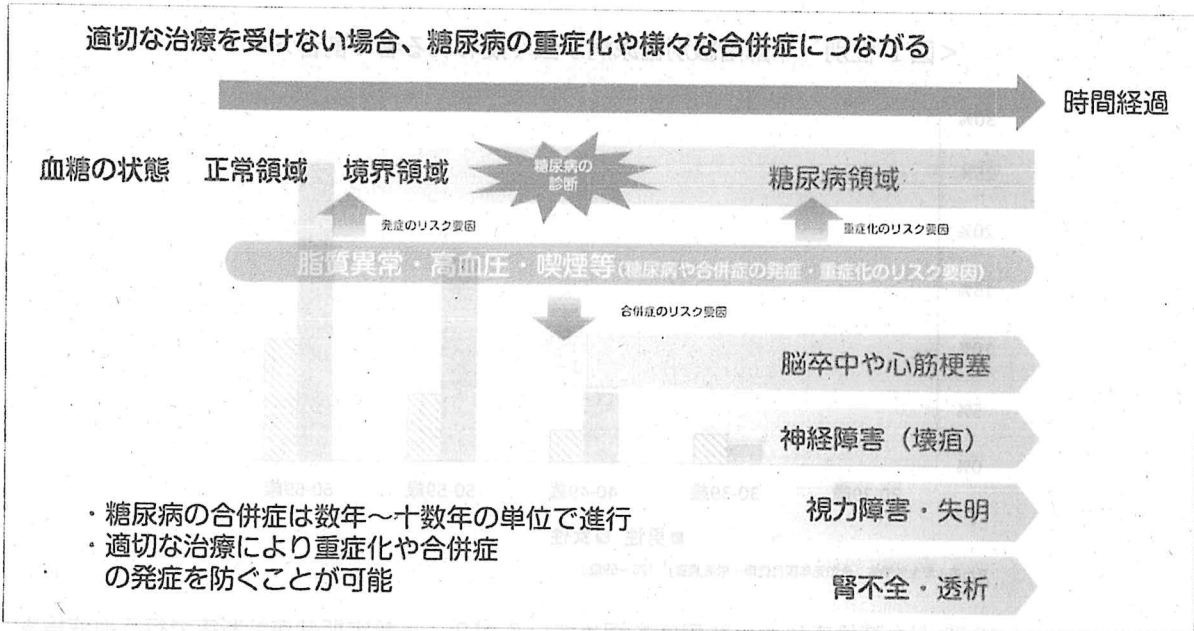 適切な治療を受けない場合、糖尿病の重症化や様々な合併症につながる
時間経過
血糖の状態 正常領域 境界領域 糖尿病の診断 糖尿病領域
発症のリスク要因 重症化のリスク要因
脂質異常・高血圧・喫煙等(糖尿病や合併症の発症・重症化のリスク要因)
合併症のリスク要因
脳卒中や心筋梗塞
神経障害（壊疽）
視力障害・失明
腎不全・透析
・糖尿病の合併症は数年～十数年の単位で進行
・適切な治療により重症化や合併症
の発症を防ぐことが可能